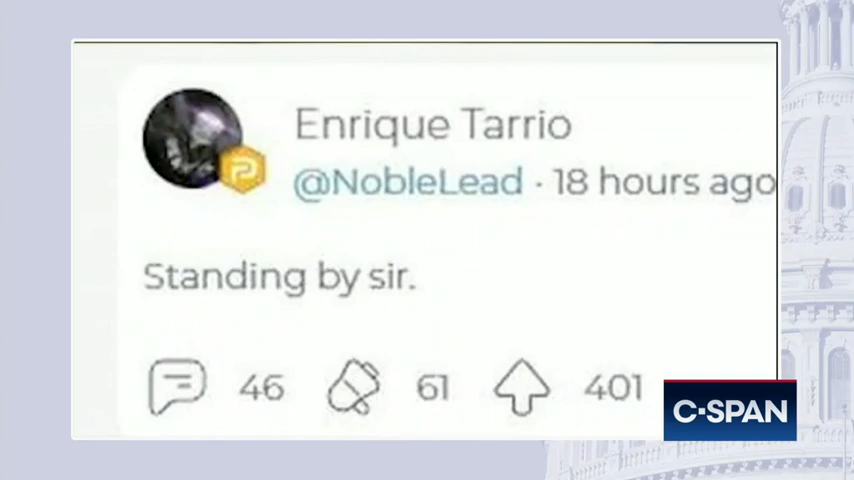 Enrique Tarrio
@NobleLead · 18 hours ago
Standing by sir.
46 61 401
C-SPAN